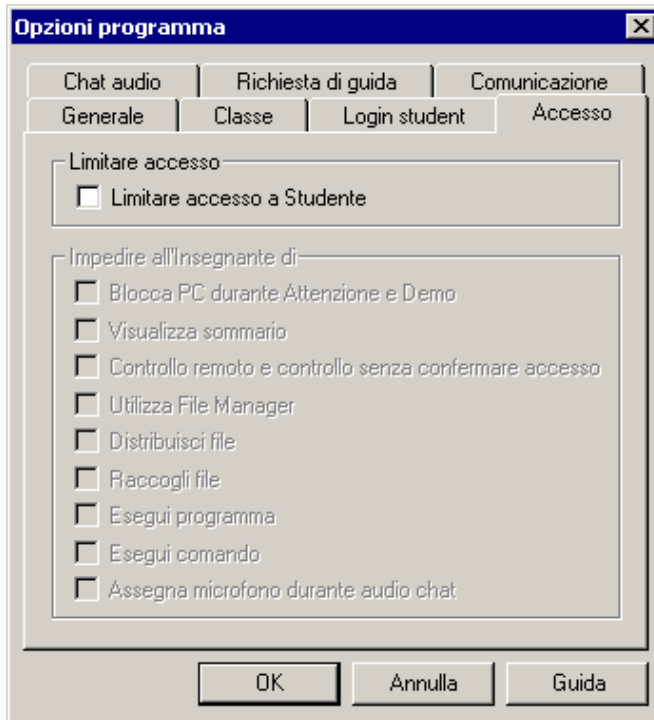 Opzioni programma
Chat audio
Richiesta di guida
Comunicazione
Generale
Classe
Login student
Accesso
Limitare accesso
Limitare accesso a Studente
Impedire all'Insegnante di
Blocca PC durante Attenzione e Demo
Visualizza sommario
Controllo remoto e controllo senza confermare accesso
Utilizza File Manager
Distribuisci file
Raccogli file
Esegui programma
Esegui comando
Assegna microfono durante audio chat
OK
Annulla
Guida